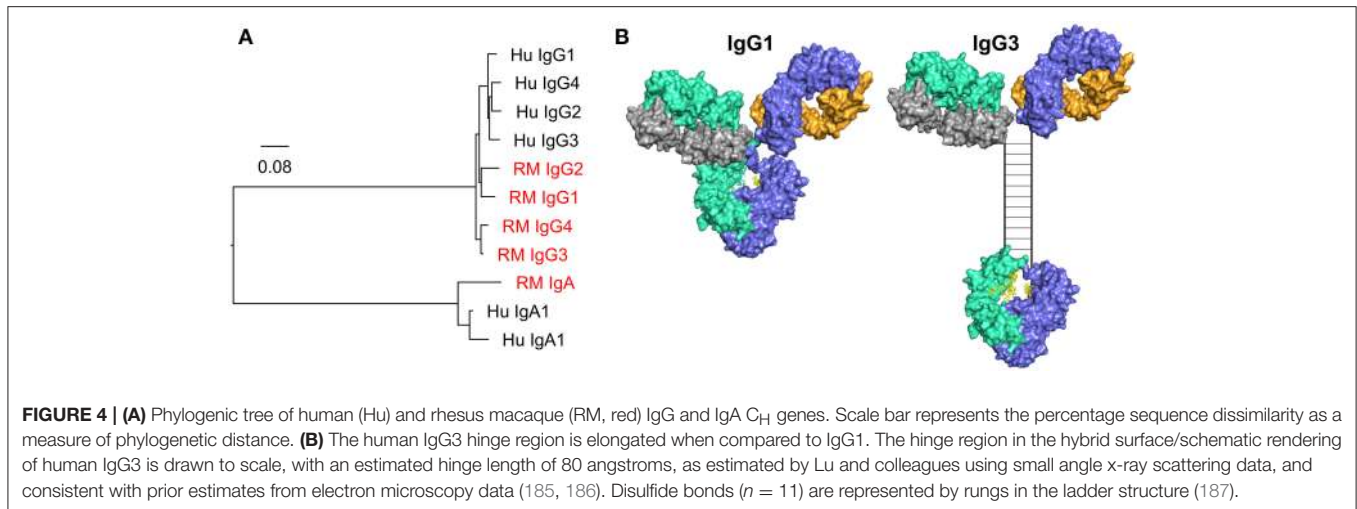 A
Hu IgG1
Hu IgG4
Hu IgG2
Hu IgG3
RM IgG2
RM IgG1
RM IgG4
RM IgG3
RM IgA
Hu IgA1
Hu IgA1
0.08
B
IgG1
IgG3
FIGURE 4 | (A) Phylogenic tree of human (Hu) and rhesus macaque (RM, red) IgG and IgA CH genes. Scale bar represents the percentage sequence dissimilarity as a
measure of phylogenetic distance. (B) The human IgG3 hinge region is elongated when compared to IgG1. The hinge region in the hybrid surface/schematic rendering
of human IgG3 is drawn to scale, with an estimated hinge length of 80 angstroms, as estimated by Lu and colleagues using small angle x-ray scattering data, and
consistent with prior estimates from electron microscopy data (185, 186). Disulfide bonds (n = 11) are represented by rungs in the ladder structure (187).